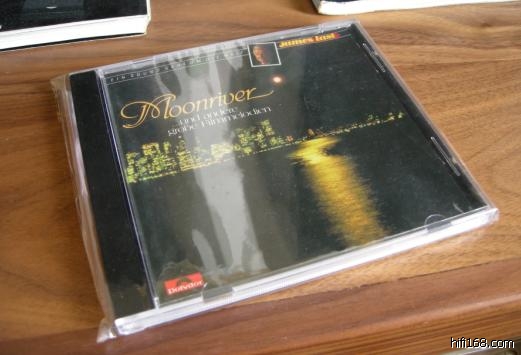 james last
Moonriver
und andere
große Filmmelodien
Polydor
hifi168.com